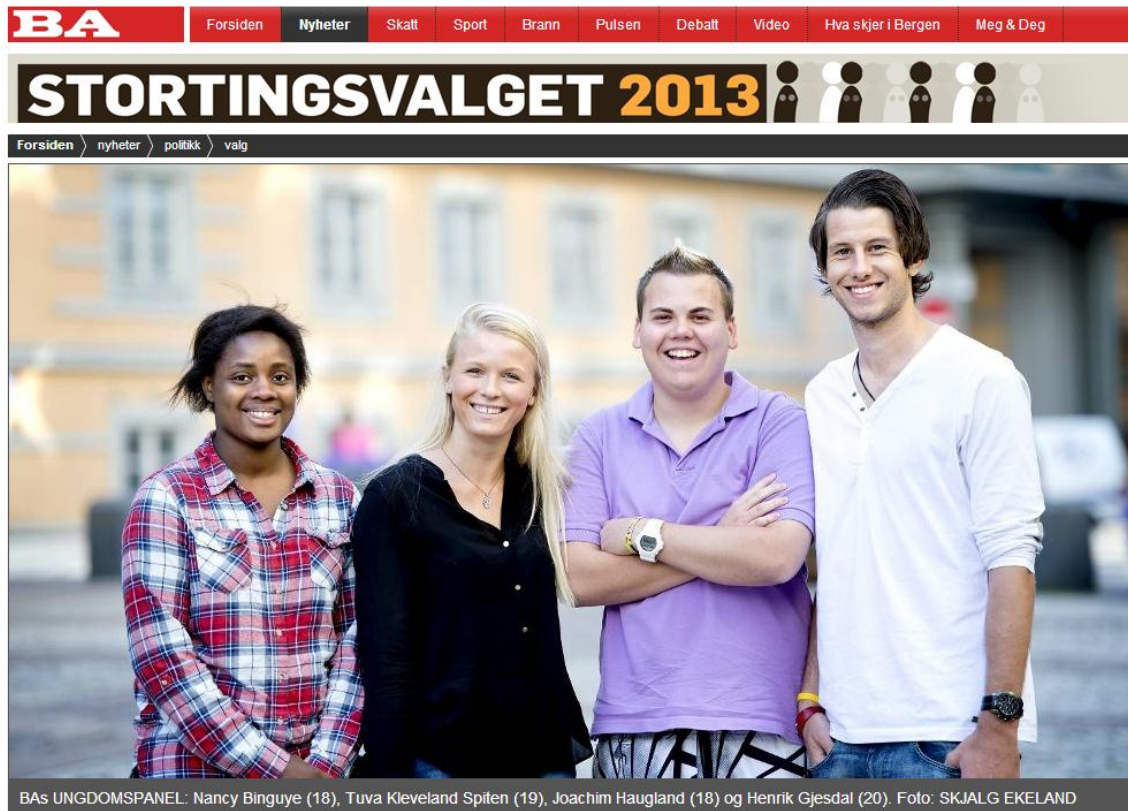 BA Forsiden Nyheter Skatt Sport Brann Pulsen Debatt Video Hva skjer i Bergen Meg & Deg
STORTINGSVALGET 2013
Forsiden nyheter politikk valg
BAs UNGDOMSPANEL: Nancy Binguye (18), Tuva Kleveland Spiten (19), Joachim Haugland (18) og Henrik Gjesdal (20). Foto: SKJALG EKELAND